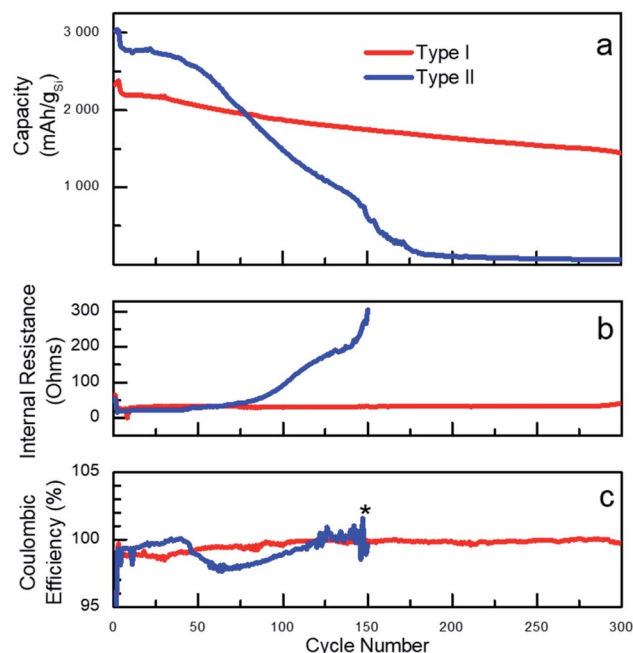 3 000
2 000
1 000
Capacity
(mAh/gSi)
a
Type I
Type II
300
200
100
0
Internal Resistance
(Ohms)
b
105
100
95
Coulombic
Efficiency (%)
c
*
0 50 100 150 200 250 300
Cycle Number